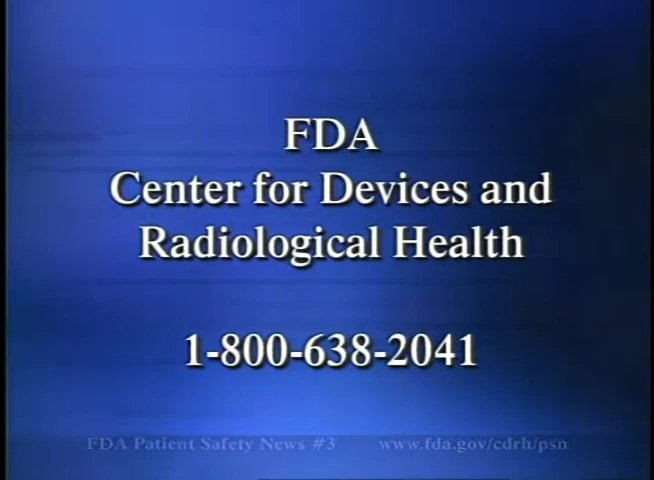 FDA
Center for Devices and
Radiological Health
1-800-638-2041
FDA Patient Safety News #3 www.fda.gov/cdrh/psn